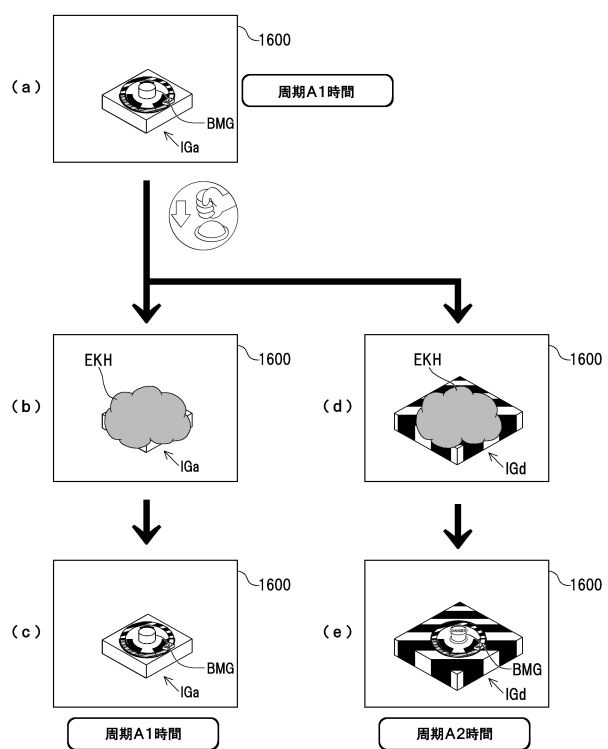 1600
(a)
周期A1時間
BMG
IGa
EKH
1600
(b)
IGa
EKH
1600
(d)
IGd
1600
(c)
BMG
IGa
周期A1時間
1600
(e)
DANGER
BMG
IGd
周期A2時間